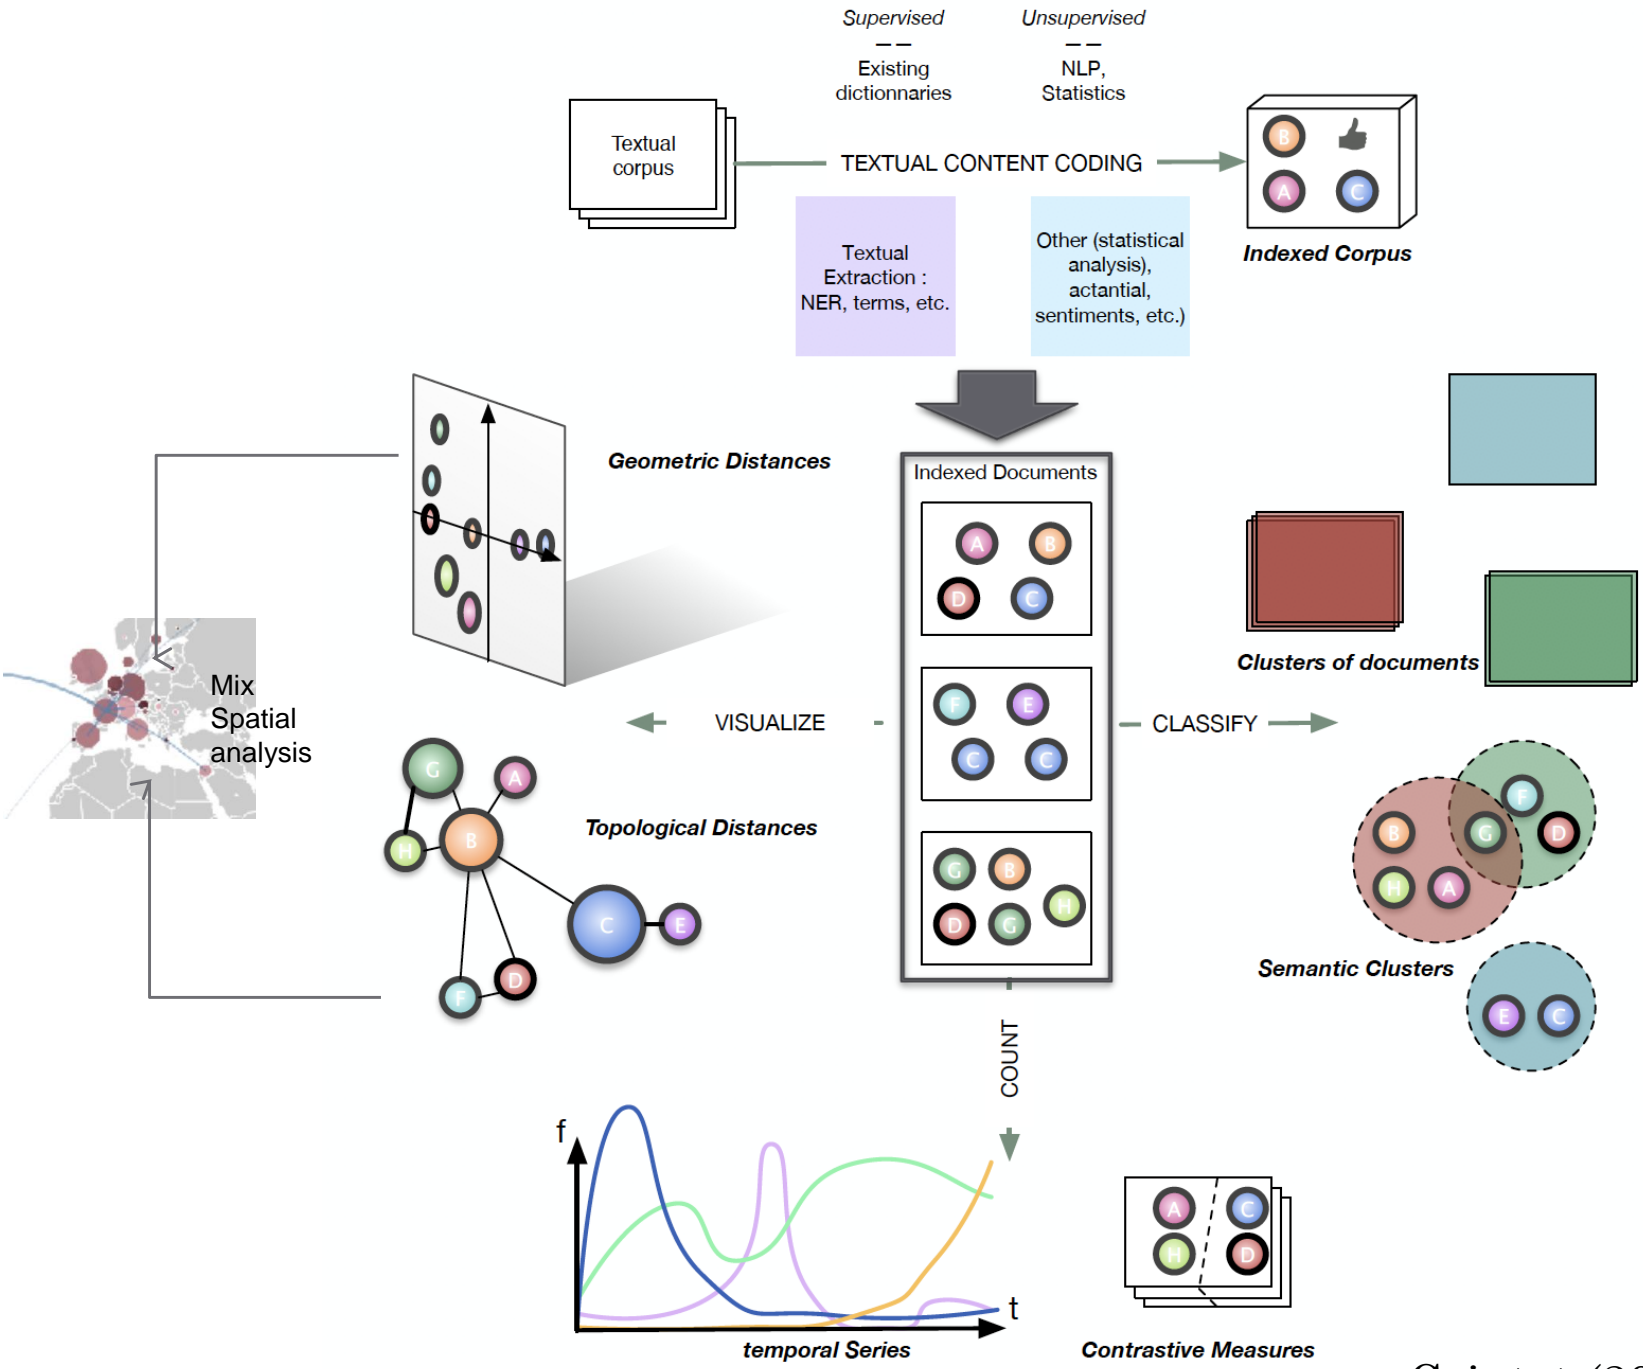 Supervised
Unsupervised
Existing
dictionnaries
NLP,
Statistics
Textual
corpus
TEXTUAL CONTENT CODING
B
A
C
Indexed Corpus
Textual
Extraction :
NER, terms, etc.
Other (statistical
analysis),
actantial,
sentiments, etc.)
Geometric Distances
Indexed Documents
A
B
D
C
Clusters of documents
Mix
Spatial
analysis
VISUALIZE
F
E
C
C
CLASSIFY
G
A
B
H
C
E
F
D
Topological Distances
G
B
H
D
G
F
B
G
D
H
A
Semantic Clusters
E
C
COUNT
f
t
temporal Series
A
C
H
D
Contrastive Measures